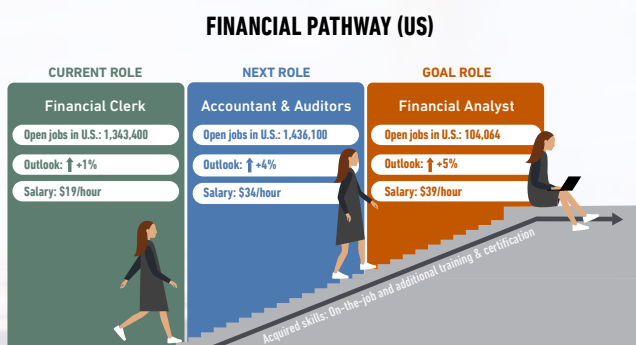 FINANCIAL PATHWAY (US)
CURRENT ROLE
Financial Clerk
Open jobs in U.S.: 1,343,400
Outlook: ↑ +1%
Salary: $19/hour
NEXT ROLE
Accountant & Auditors
Open jobs in U.S.: 1,436,100
Outlook: ↑ +4%
Salary: $34/hour
GOAL ROLE
Financial Analyst
Open jobs in U.S.: 104,064
Outlook: ↑ +5%
Salary: $39/hour
Acquired skills: On-the-job and additional training & certification